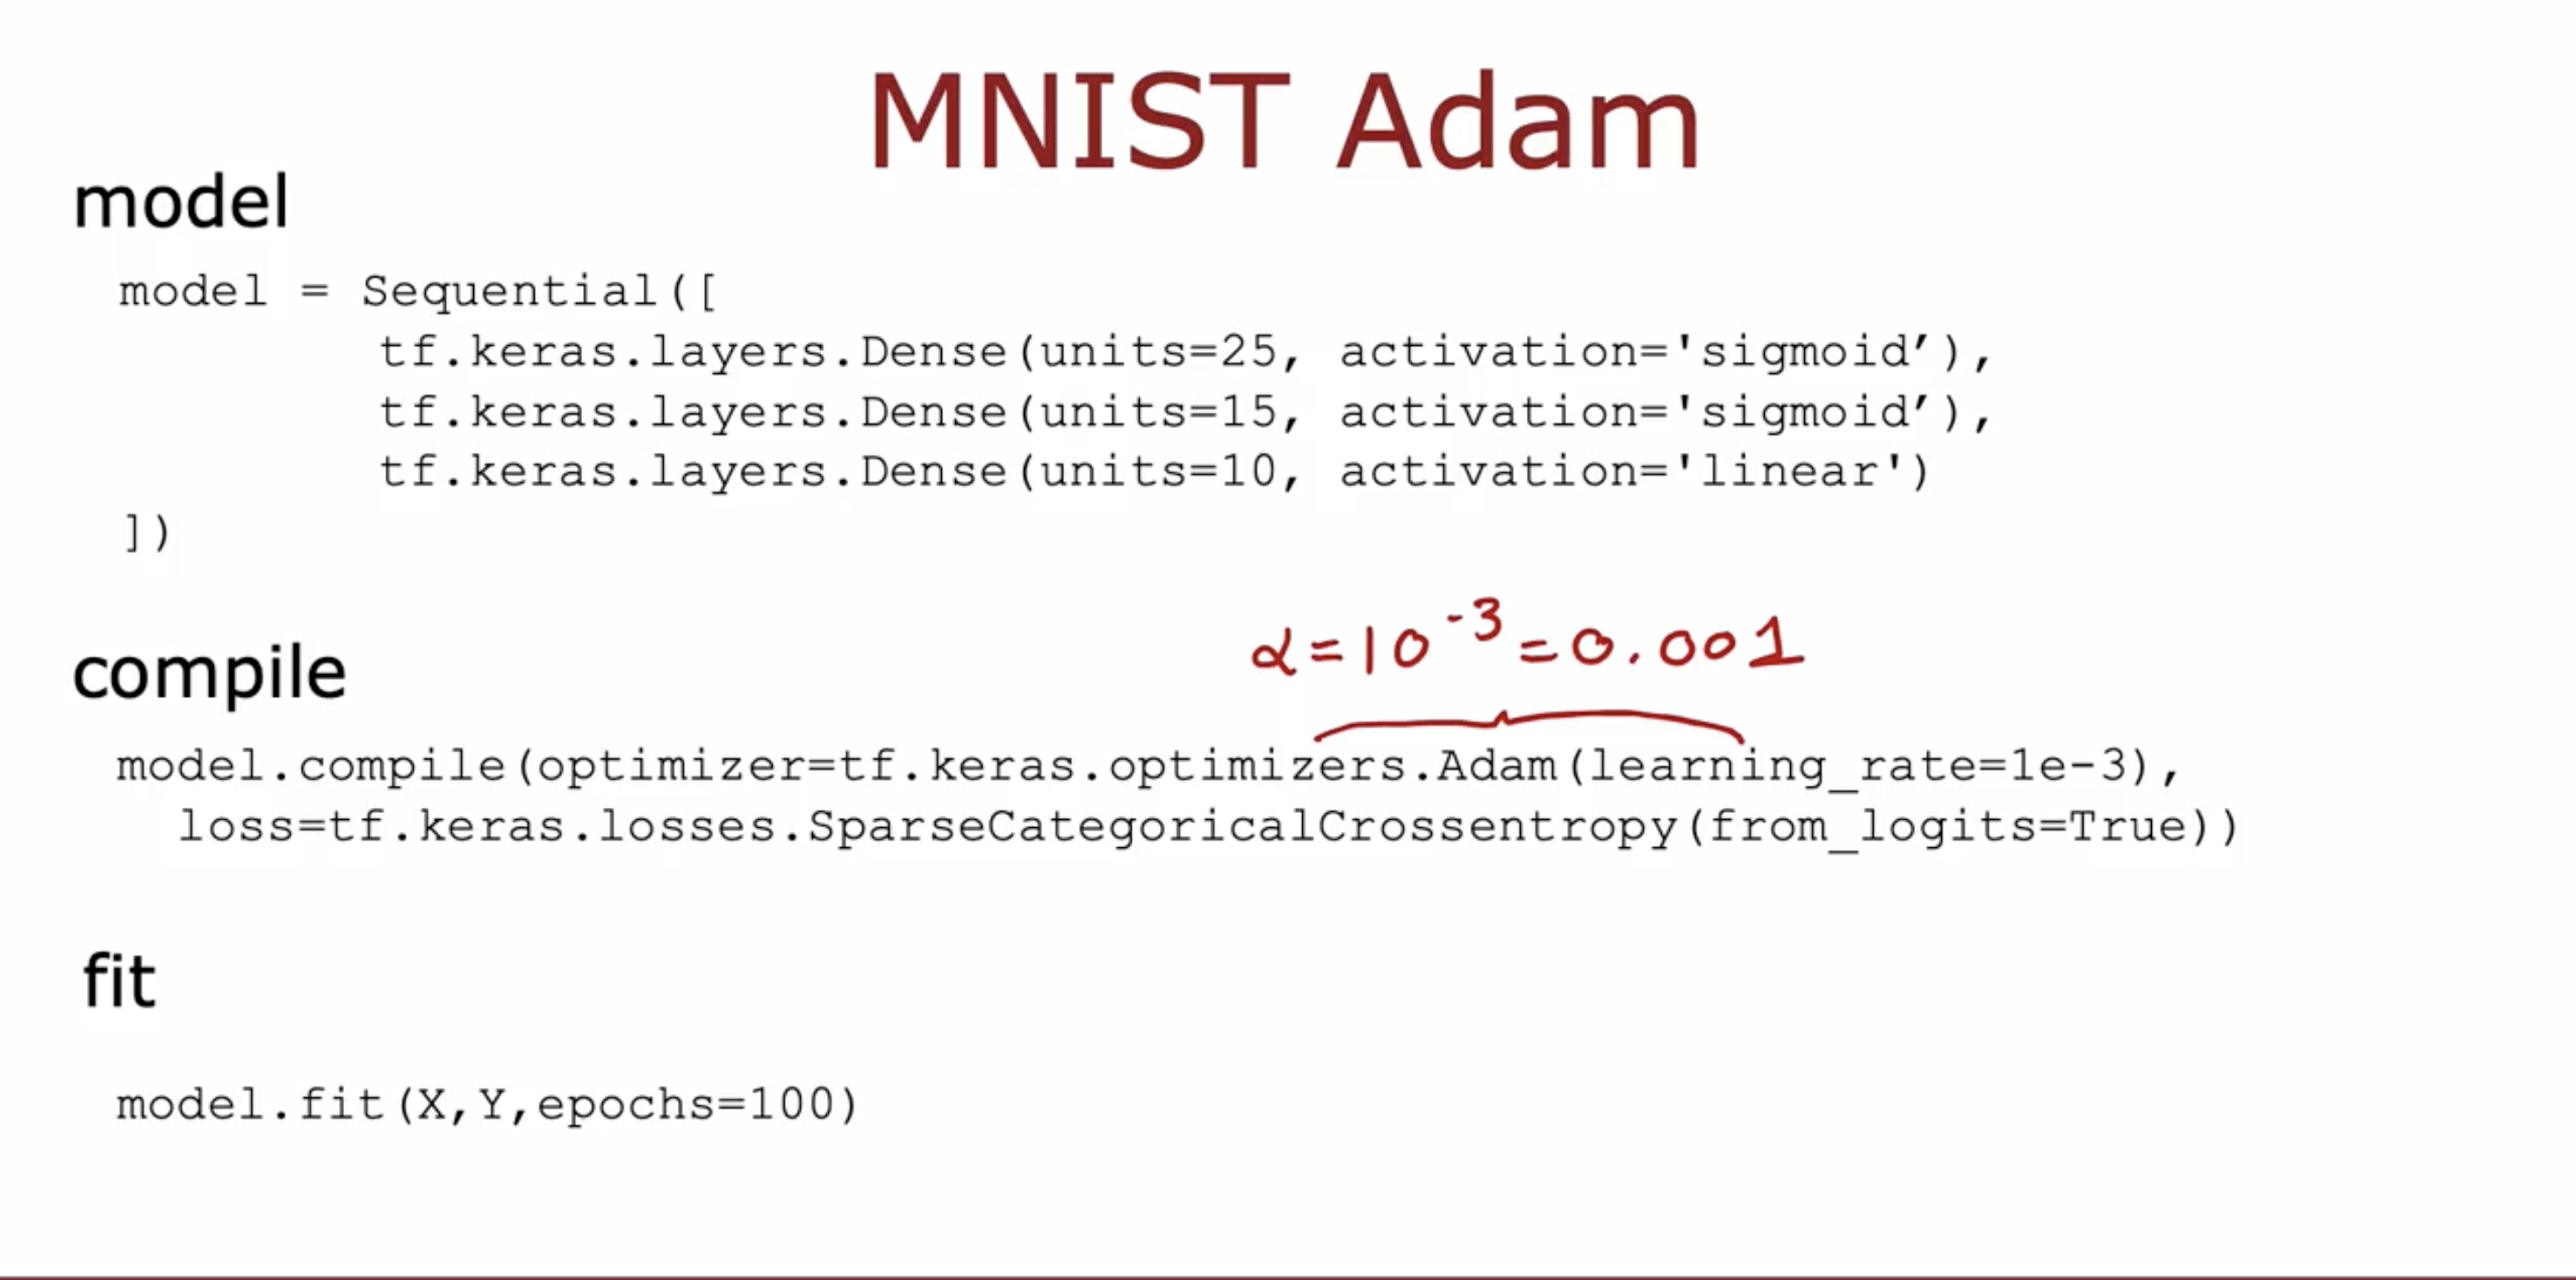 MNIST Adam
model
model = Sequential([
tf.keras.layers.Dense(units=25, activation='sigmoid’),
tf.keras.layers.Dense(units=15, activation='sigmoid’),
tf.keras.layers.Dense(units=10, activation='linear')
])
α=10⁻³=0.001
compile
model.compile(optimizer=tf.keras.optimizers.Adam(learning_rate=1e-3),
loss=tf.keras.losses.SparseCategoricalCrossentropy(from_logits=True))
fit
model.fit(X,Y,epochs=100)